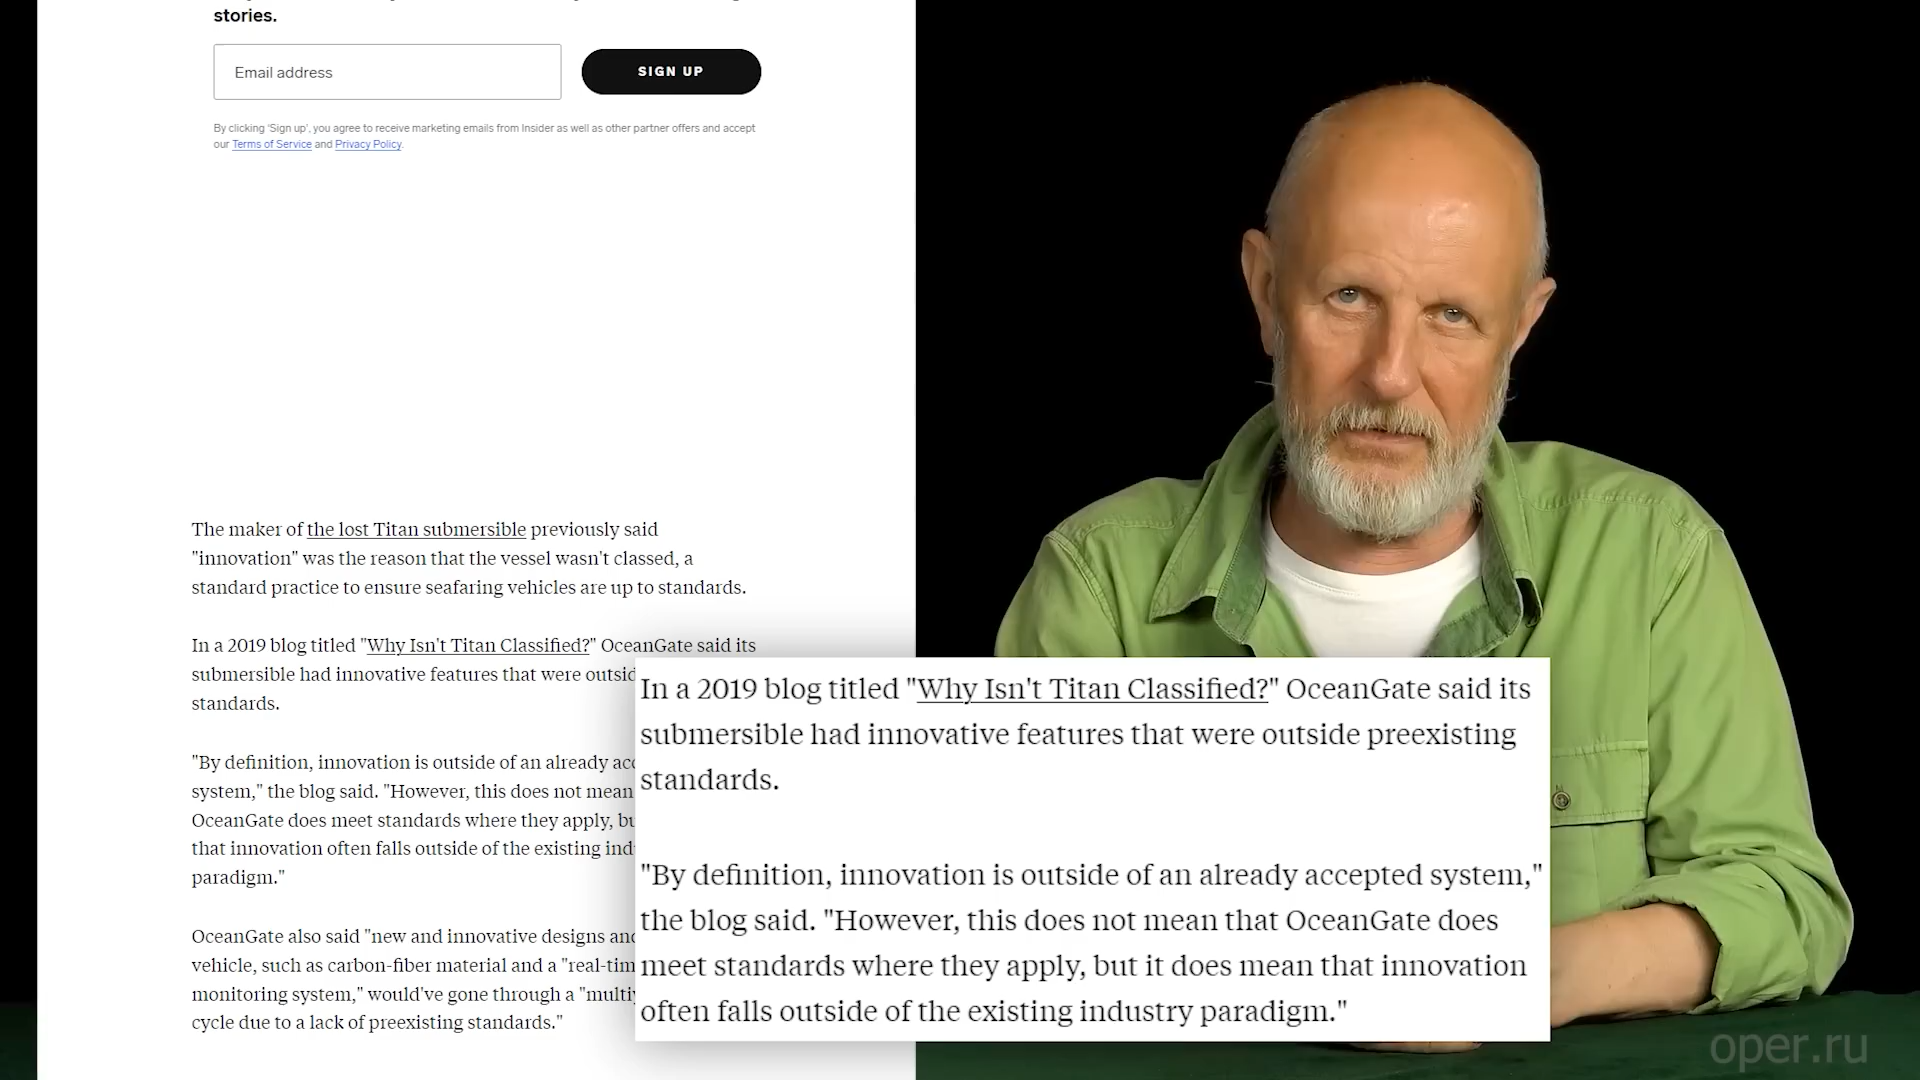 stories.
Email address
SIGN UP
By clicking 'Sign up', you agree to receive marketing emails from Insider as well as other partner offers and accept
our Terms of Service and Privacy Policy.
The maker of the lost Titan submersible previously said
"innovation" was the reason that the vessel wasn't classed, a
standard practice to ensure seafaring vehicles are up to standards.
In a 2019 blog titled "Why Isn't Titan Classified?" OceanGate said its
submersible had innovative features that were
standards.
"By definition, innovation is outside of an already
system," the blog said. "However, this does not mean
OceanGate does meet standards where they apply,
that innovation often falls outside of the existing
paradigm."
OceanGate also said "new and innovative designs
vehicle, such as carbon-fiber material and a
monitoring system," would've gone through a
cycle due to a lack of preexisting standards."
In a 2019 blog titled "Why Isn't Titan Classified?" OceanGate said its
submersible had innovative features that were outside preexisting
standards.
"By definition, innovation is outside of an already accepted system,"
the blog said. "However, this does not mean that OceanGate does
meet standards where they apply, but it does mean that innovation
often falls outside of the existing industry paradigm."
oper.ru